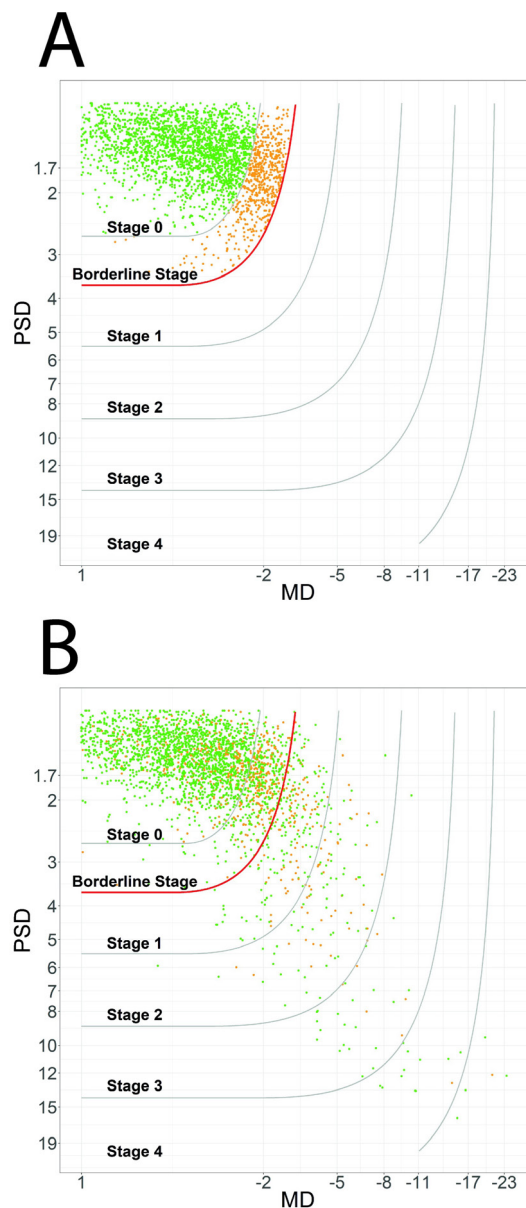 A
1.7
2
Stage 0
3
Borderline Stage
4
PSD
5
Stage 1
6
7
8
Stage 2
10
12
Stage 3
15
19
Stage 4
1 -2 -5 -8 -11 -17 -23
MD
B
1.7
2
Stage 0
3
Borderline Stage
4
PSD
5
Stage 1
6
7
8
Stage 2
10
12
Stage 3
15
19
Stage 4
1 -2 -5 -8 -11 -17 -23
MD